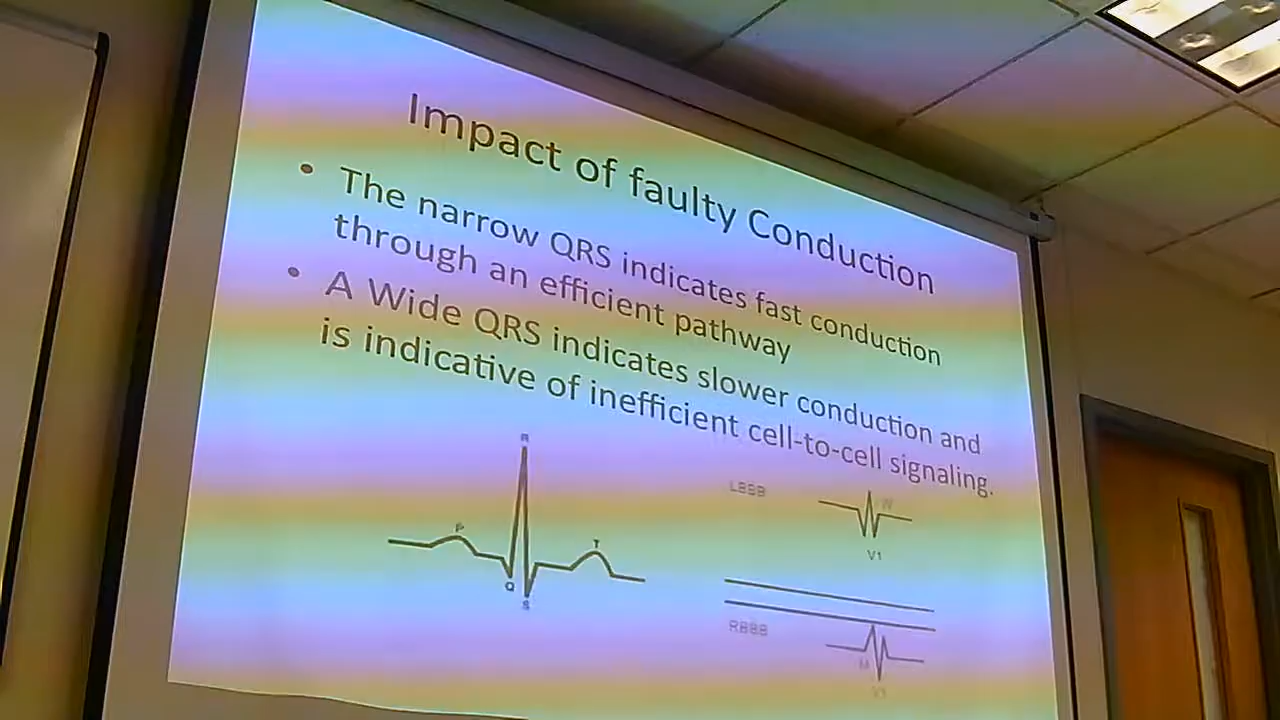 Impact of faulty Conduction
• The narrow QRS indicates fast conduction
through an efficient pathway
• A Wide QRS indicates slower conduction and
is indicative of inefficient cell-to-cell signaling.
R
P
T
Q
S
LBBB
W
V1
RBBB
M
V1